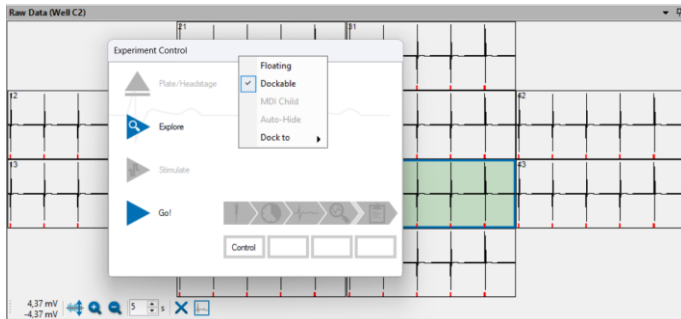 Raw Data (Well C2)
21
31
Experiment Control
Floating
Dockable
MDI Child
Auto-Hide
Dock to
Plate/Headstage
12
42
Explore
13
43
Stimulate
Go!
Control
4,37 mV
-4,37 mV
5
s